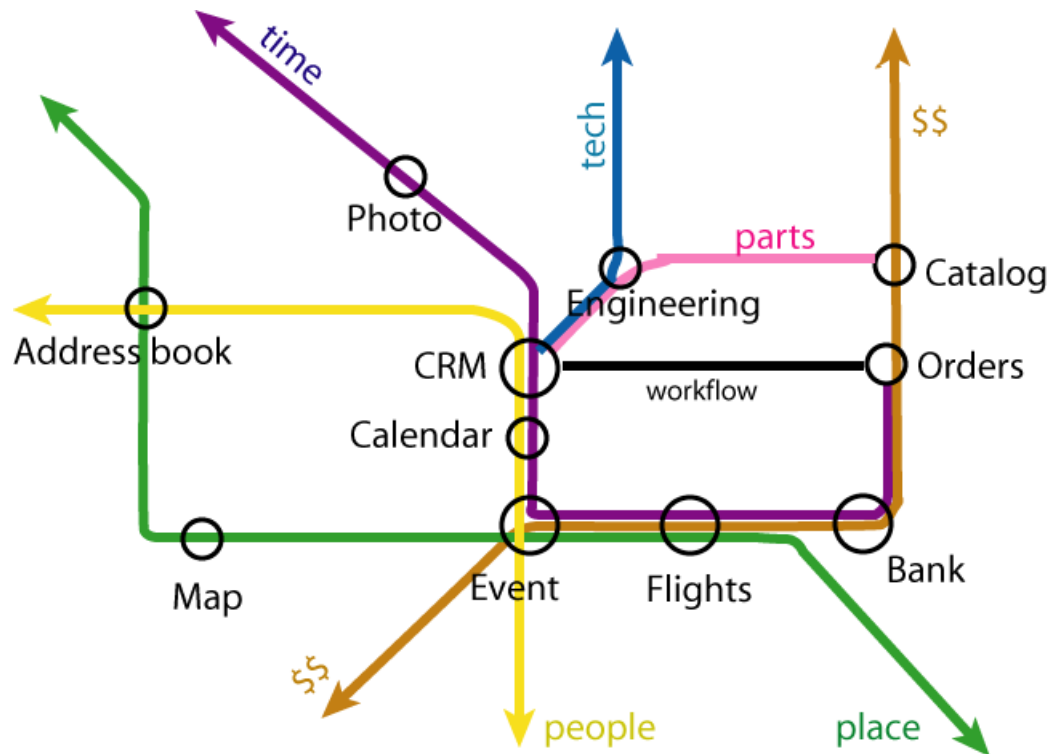 time
tech
$$
Photo
parts
Engineering
Catalog
Address book
CRM
workflow
Orders
Calendar
Map
Event
Flights
Bank
$$
people
place